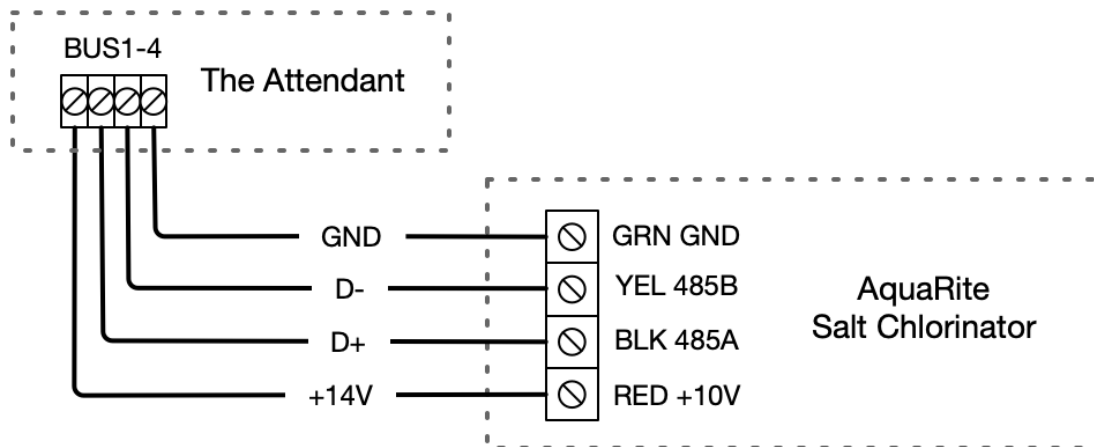 BUS1-4
The Attendant
GND
GRN GND
D-
YEL 485B
AquaRite
Salt Chlorinator
D+
BLK 485A
+14V
RED +10V